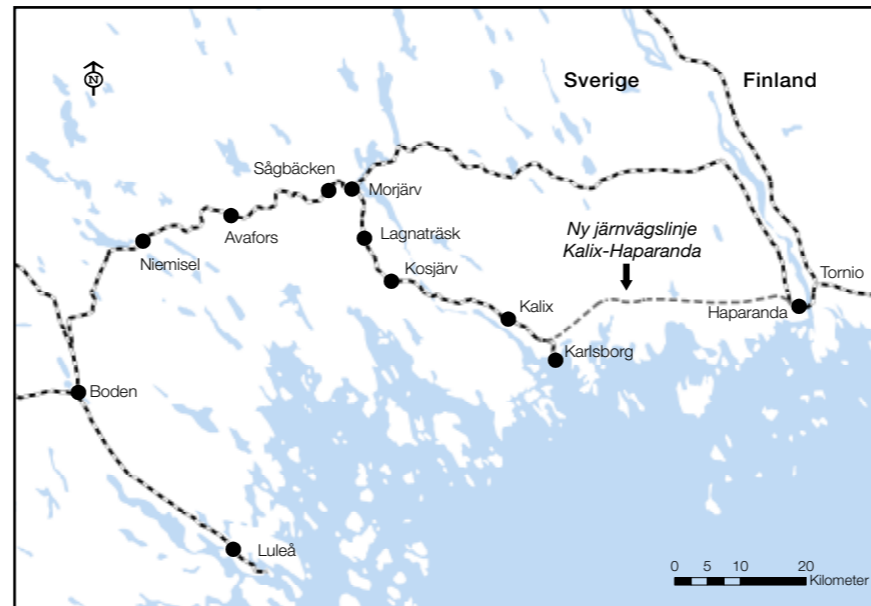 N
Sverige
Finland
Sågbäcken
Morjärv
Avafors
Lagnaträsk
Niemisel
Ny järnvägslinje
Kalix-Haparanda
Kosjärv
Tornio
Kalix
Haparanda
Karlsborg
Boden
Luleå
0 5 10 20
Kilometer